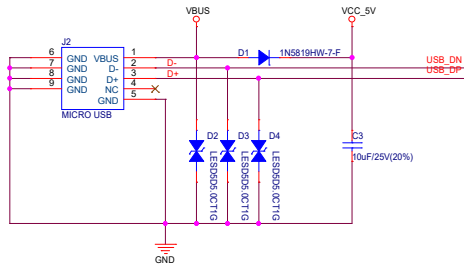 VBUS
VCC_5V
J2
D1
1N5819HW-7-F
6
GND
VBUS
1
7
GND
D-
2
D-
USB_DN
8
GND
D+
3
D+
USB_DP
9
GND
NC
4
GND
5
MICRO USB
D2
D3
D4
LESD5D5.0CT1G
LESD5D5.0CT1G
LESD5D5.0CT1G
C3
10uF/25V(20%)
GND